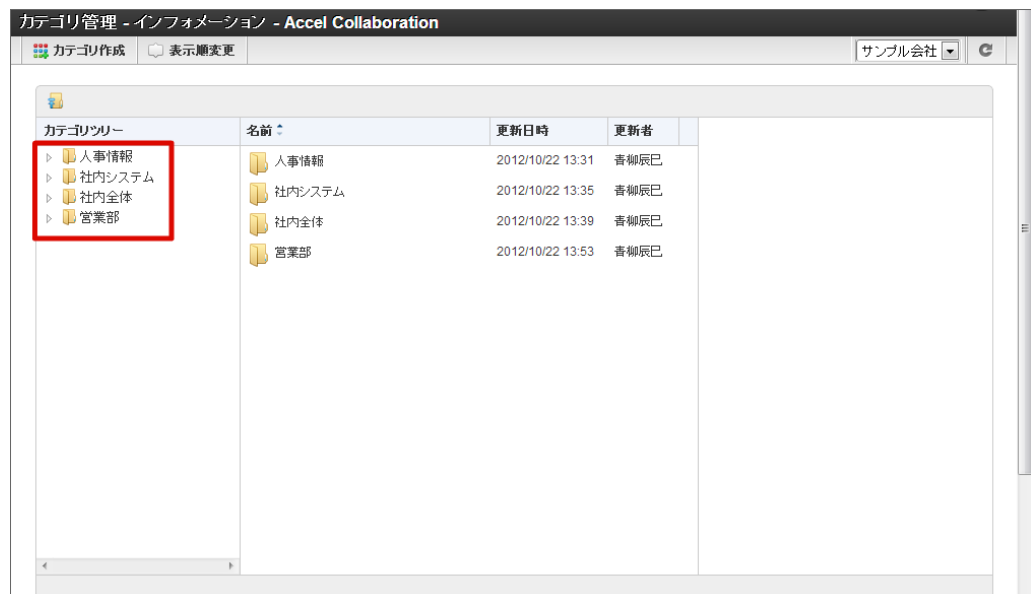 カテゴリ管理 - インフォメーション - Accel Collaboration
カテゴリ作成 表示順変更 サンプル会社
カテゴリツリー 名前 更新日時 更新者
人事情報
社内システム
社内全体
営業部
人事情報 2012/10/22 13:31 青柳辰巳
社内システム 2012/10/22 13:35 青柳辰巳
社内全体 2012/10/22 13:39 青柳辰巳
営業部 2012/10/22 13:53 青柳辰巳